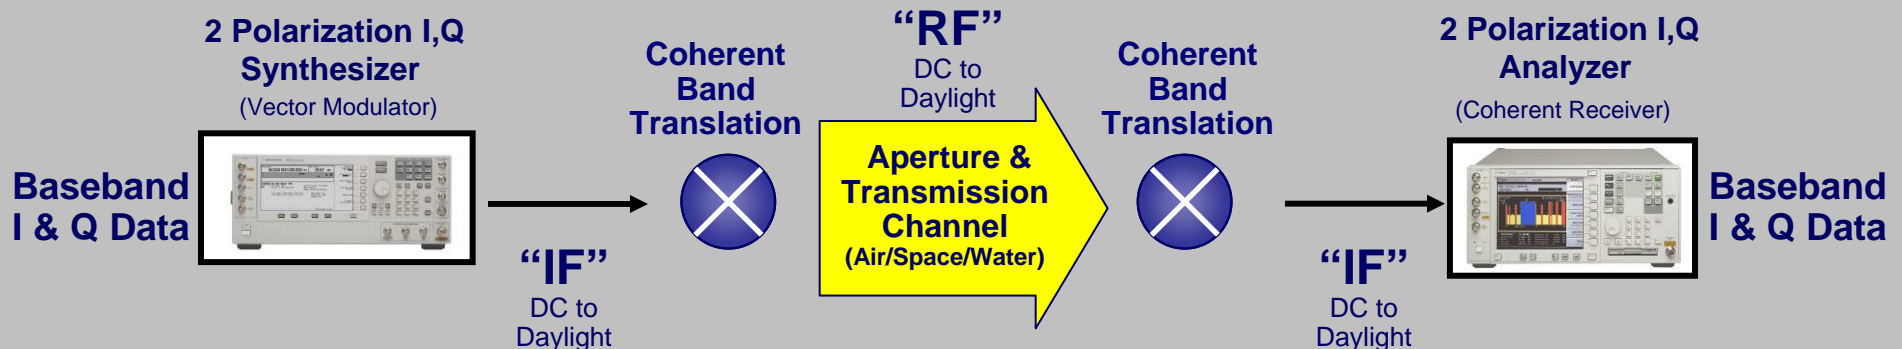 2 Polarization I,Q
Synthesizer
(Vector Modulator)
Baseband
I & Q Data
“IF”
DC to
Daylight
Coherent
Band
Translation
“RF”
DC to
Daylight
Aperture &
Transmission
Channel
(Air/Space/Water)
Coherent
Band
Translation
“IF”
DC to
Daylight
2 Polarization I,Q
Analyzer
(Coherent Receiver)
Baseband
I & Q Data